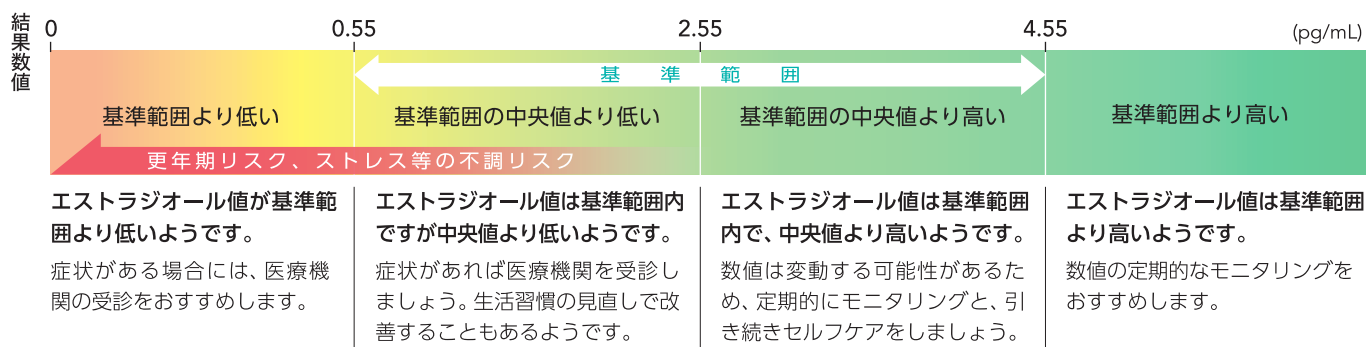 結果数値
0 0.55 2.55 4.55 (pg/mL)
基準範囲
基準範囲より低い
基準範囲の中央値より低い
基準範囲の中央値より高い
基準範囲より高い
更年期リスク、ストレス等の不調リスク
エストラジオール値が基準範
囲より低いようです。
症状がある場合には、医療機
関の受診をおすすめします。
エストラジオール値は基準範囲内
ですが中央値より低いようです。
症状があれば医療機関を受診し
ましょう。生活習慣の見直しで改
善することもあるようです。
エストラジオール値は基準範囲
内で、中央値より高いようです。
数値は変動する可能性があるた
め、定期的にモニタリングと、引
き続きセルフケアをしましょう。
エストラジオール値は基準範囲
より高いようです。
数値の定期的なモニタリングを
おすすめします。